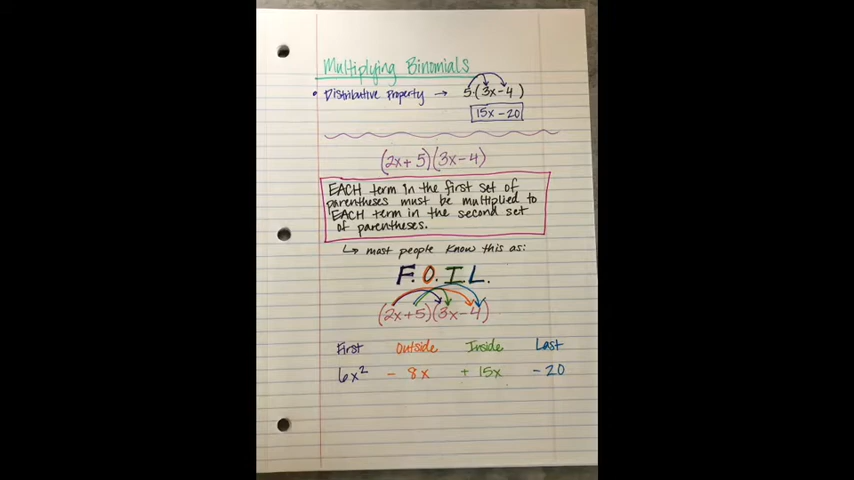 Multiplying Binomials
• Distributive Property → 5·(3x-4)
15x - 20
(2x+5)(3x-4)
EACH term in the first set of
parentheses must be multiplied to
EACH term in the second set
of parentheses.
↳ most people know this as:
F.O.I.L.
(2x+5)(3x-4)
First Outside Inside Last
6x² - 8x + 15x - 20